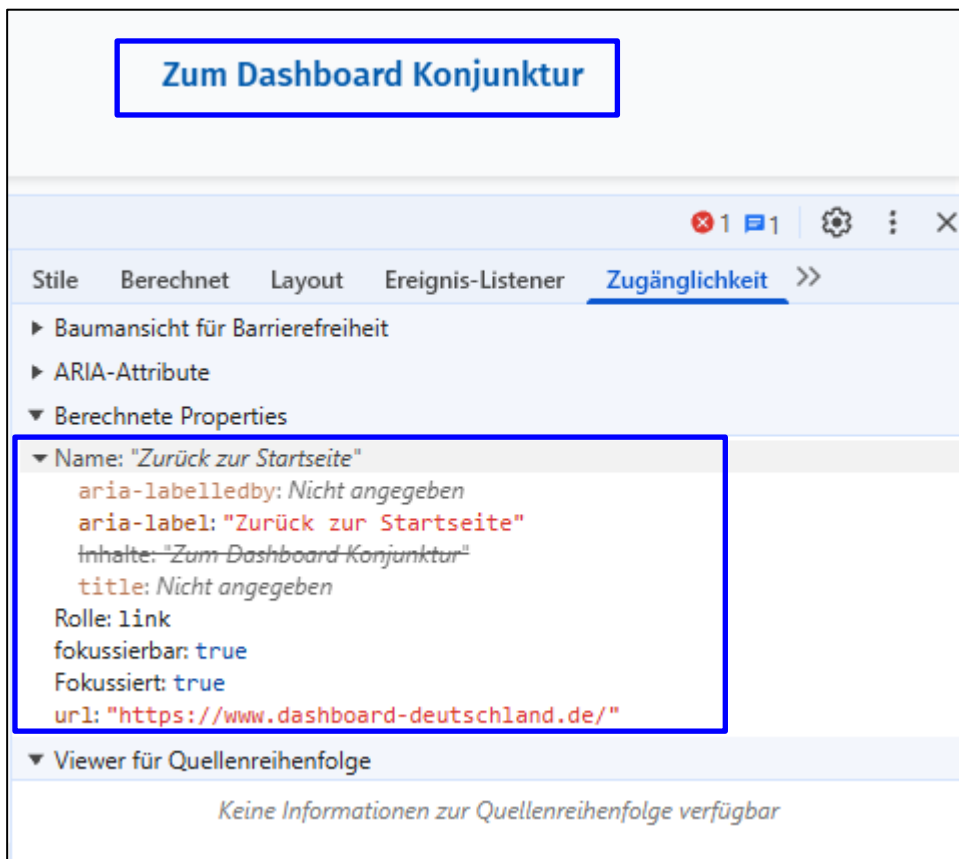 Zum Dashboard Konjunktur
1 1
Stile Berechnet Layout Ereignis-Listener Zugänglichkeit
Baumansicht für Barrierefreiheit
ARIA-Attribute
Berechnete Properties
Name: "Zurück zur Startseite"
aria-labelledby: Nicht angegeben
aria-label: "Zurück zur Startseite"
Inhalte: "Zum Dashboard Konjunktur"
title: Nicht angegeben
Rolle: link
fokussierbar: true
Fokussiert: true
url: "https://www.dashboard-deutschland.de/"
Viewer für Quellenreihenfolge
Keine Informationen zur Quellenreihenfolge verfügbar